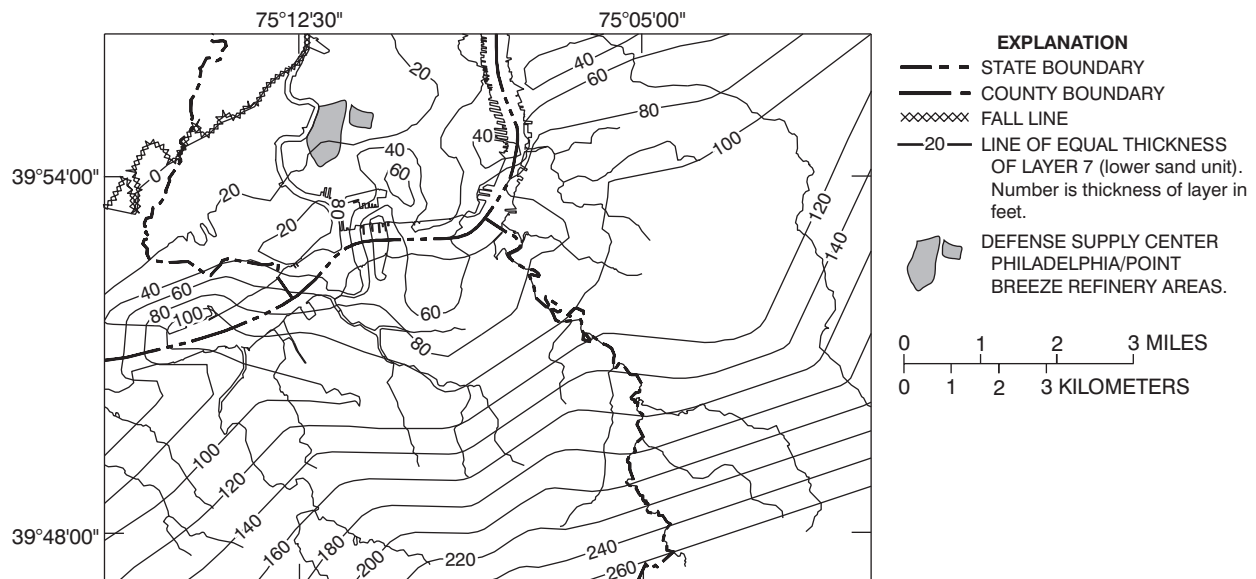 75°12'30" 75°05'00"
39°54'00"
39°48'00"
20
40
60
80
100
40
40
60
0
20
20
80
120
140
40
60
80
100
60
80
100
120
140
160
180
200
220
240
260
EXPLANATION
STATE BOUNDARY
COUNTY BOUNDARY
FALL LINE
20 LINE OF EQUAL THICKNESS
OF LAYER 7 (lower sand unit).
Number is thickness of layer in
feet.
DEFENSE SUPPLY CENTER
PHILADELPHIA/POINT
BREEZE REFINERY AREAS.
0 1 2 3 MILES
0 1 2 3 KILOMETERS